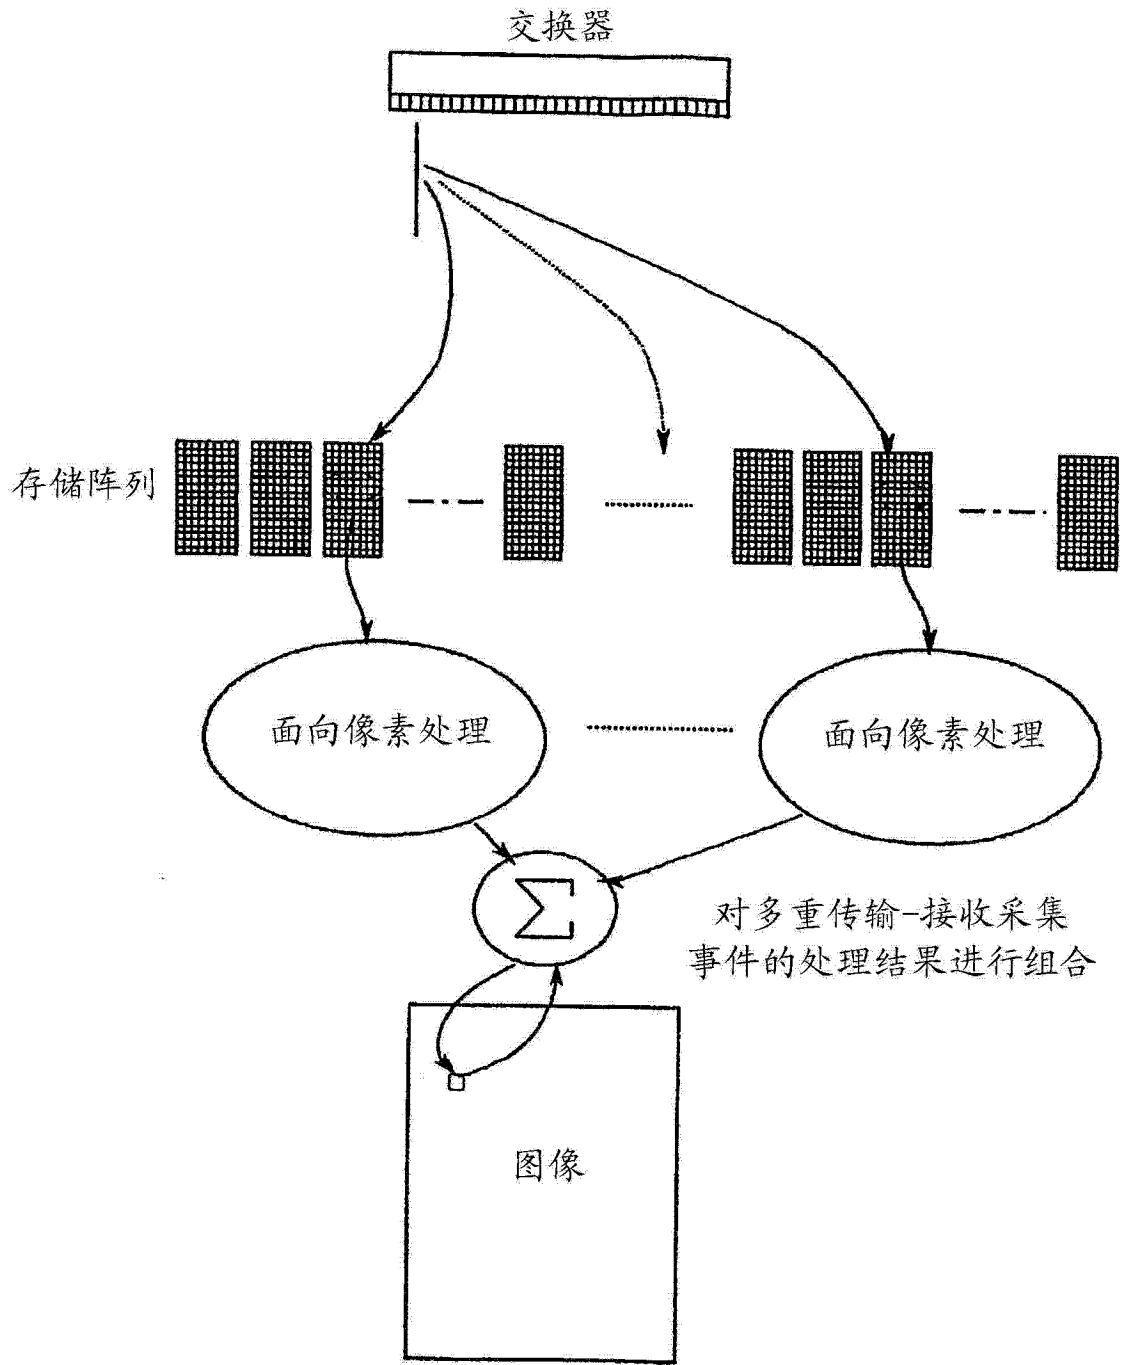 交换器
存储阵列
面向像素处理
面向像素处理
Σ
对多重传输-接收采集
事件的处理结果进行组合
图像